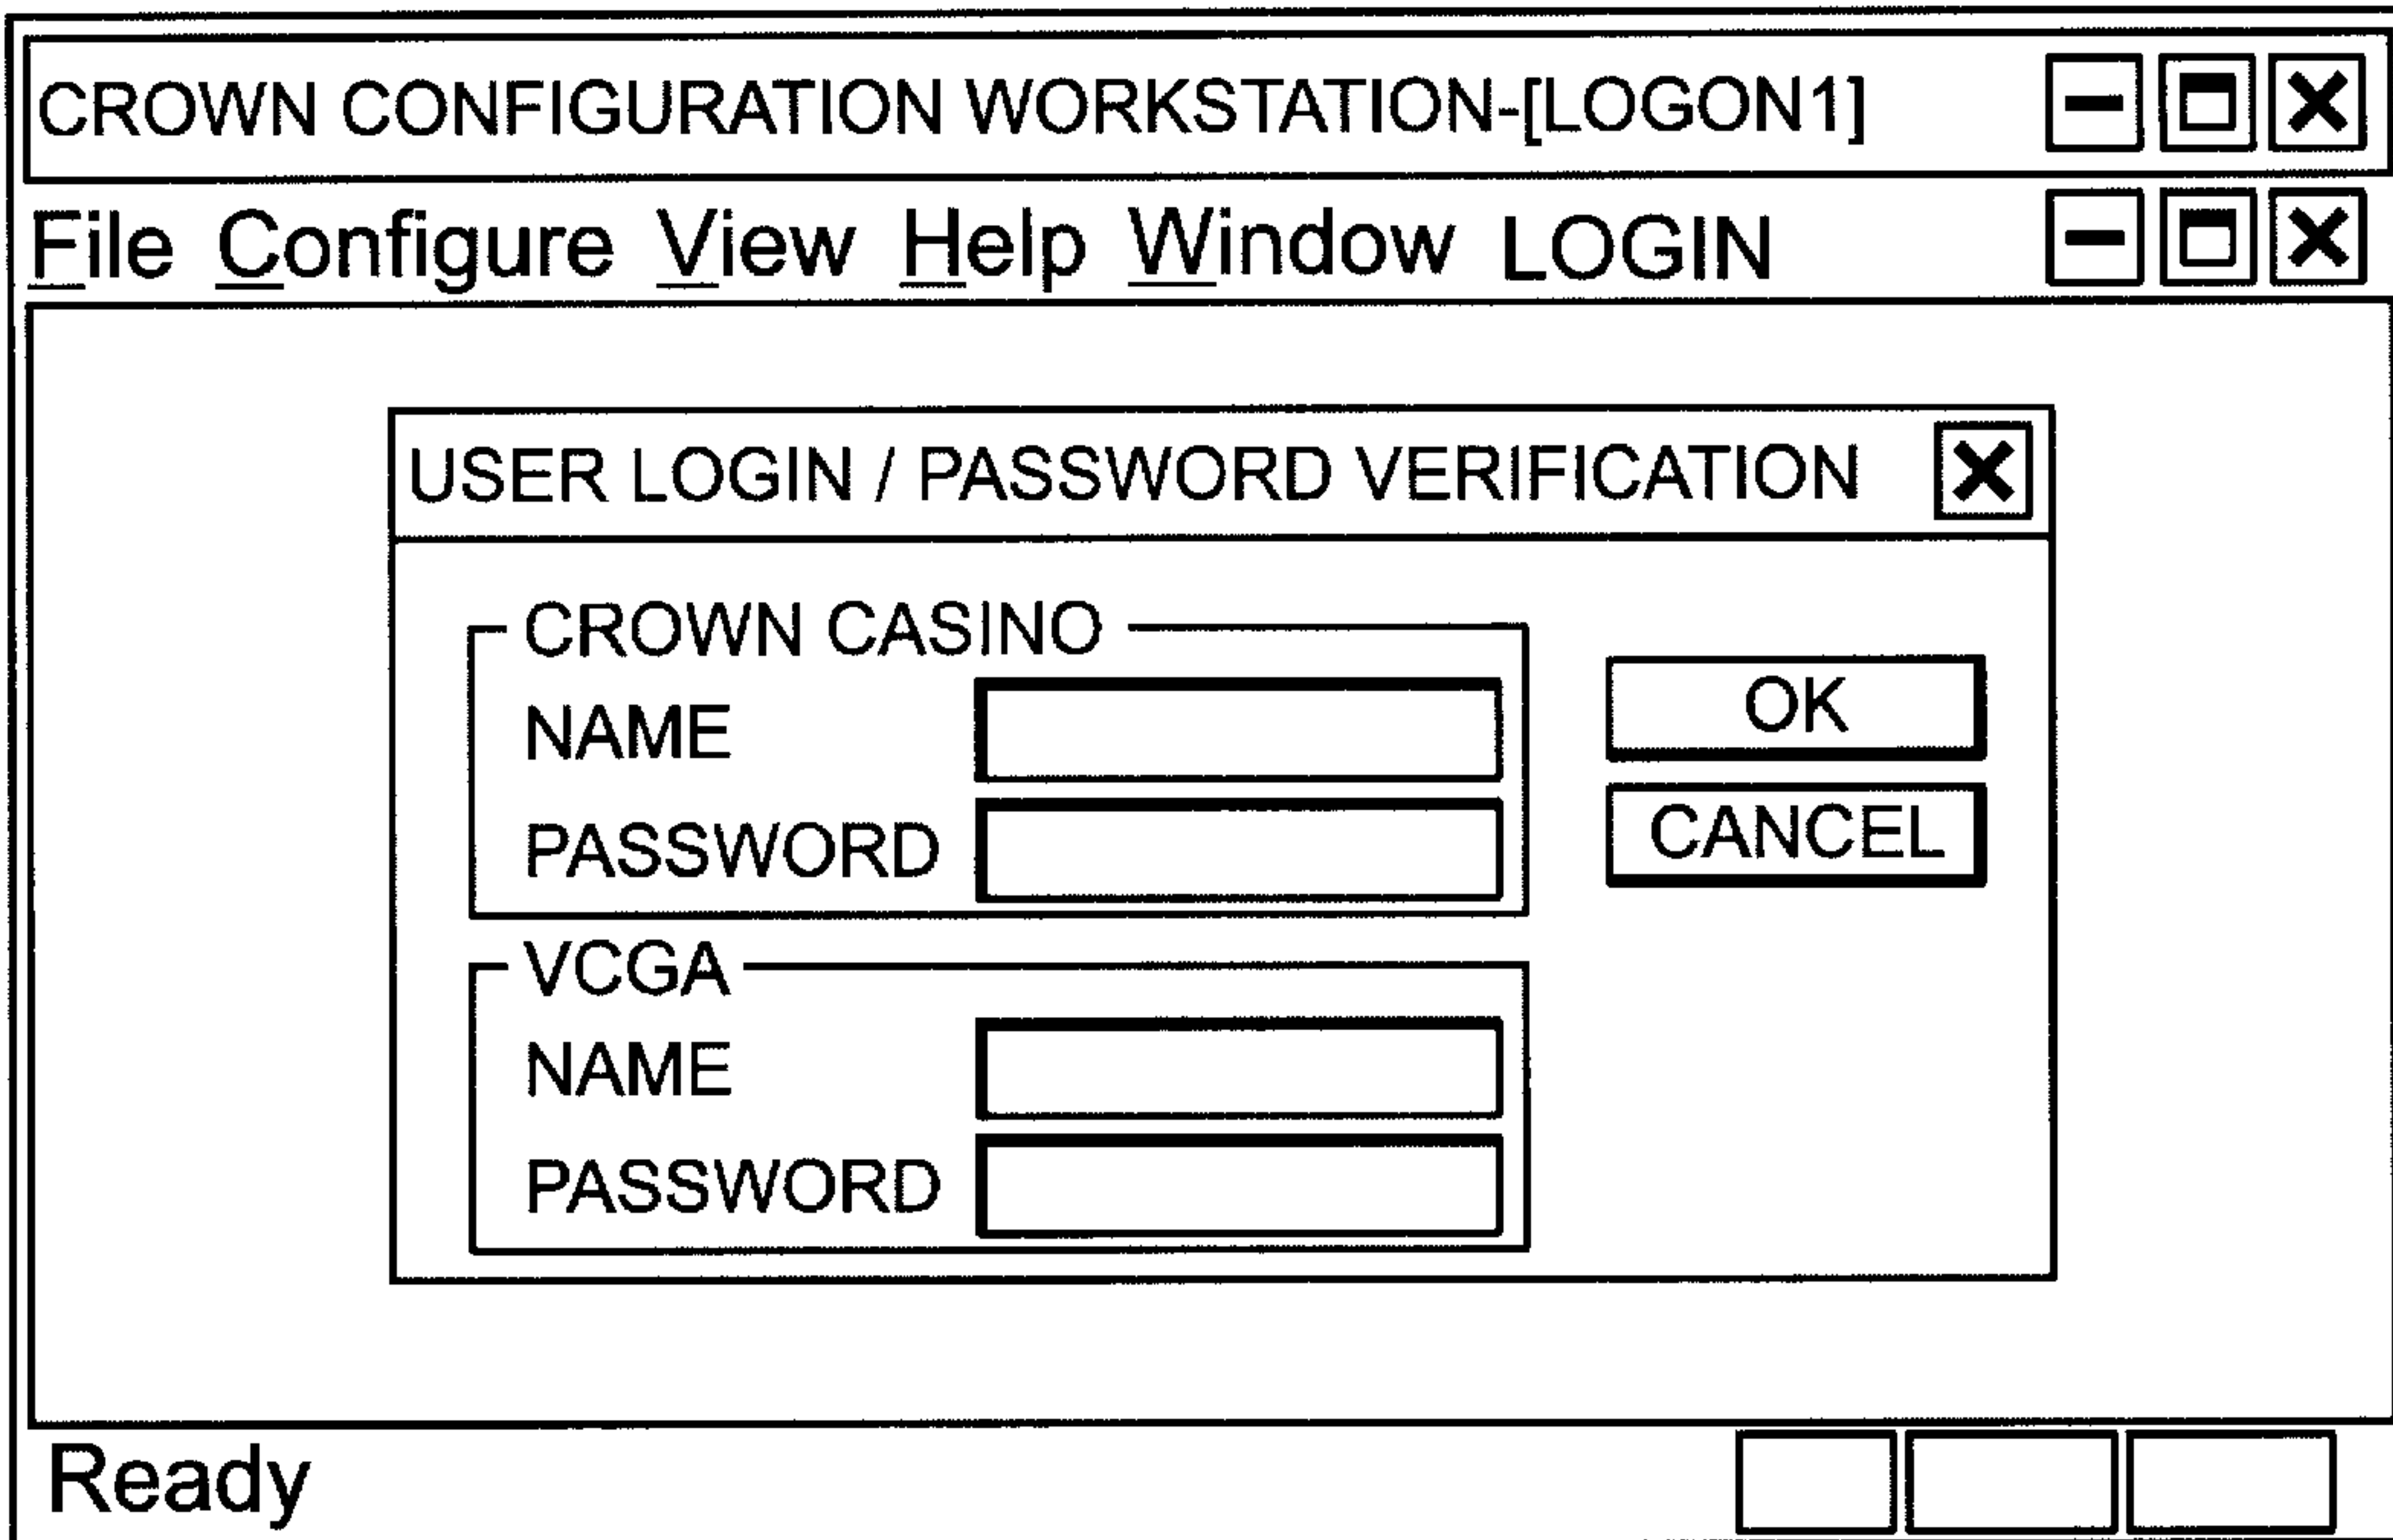 CROWN CONFIGURATION WORKSTATION-[LOGON1]
File Configure View Help Window LOGIN
USER LOGIN / PASSWORD VERIFICATION
CROWN CASINO
NAME
OK
PASSWORD
CANCEL
VCGA
NAME
PASSWORD
Ready